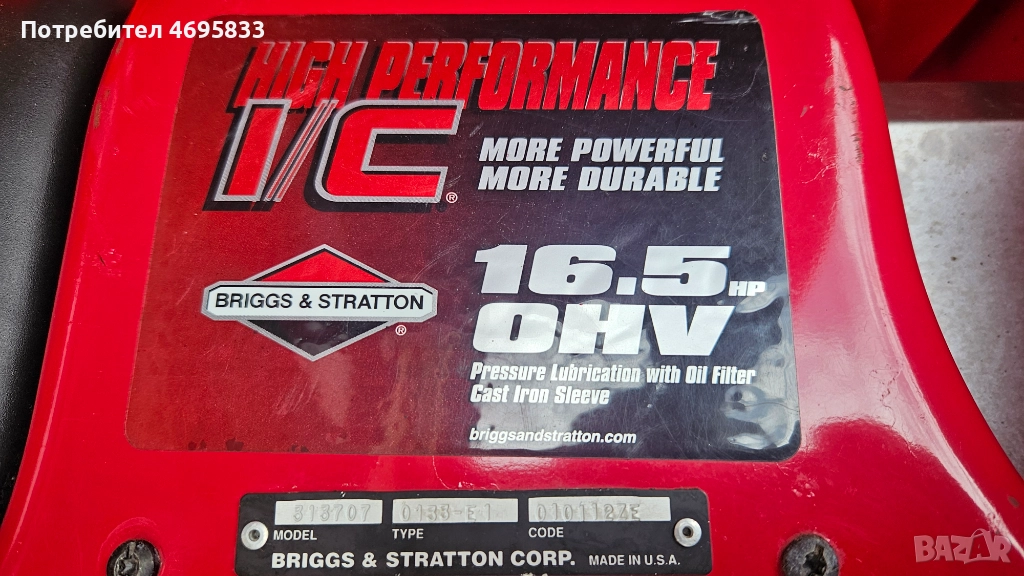 Потребител 4695833
HIGH PERFORMANCE
I/C®
MORE POWERFUL
MORE DURABLE
16.5 HP
OHV
BRIGGS & STRATTON®
Pressure Lubrication with Oil Filter
Cast Iron Sleeve
briggsandstratton.com
MODEL TYPE CODE
BRIGGS & STRATTON CORP. MADE IN U.S.A.
BAZAR